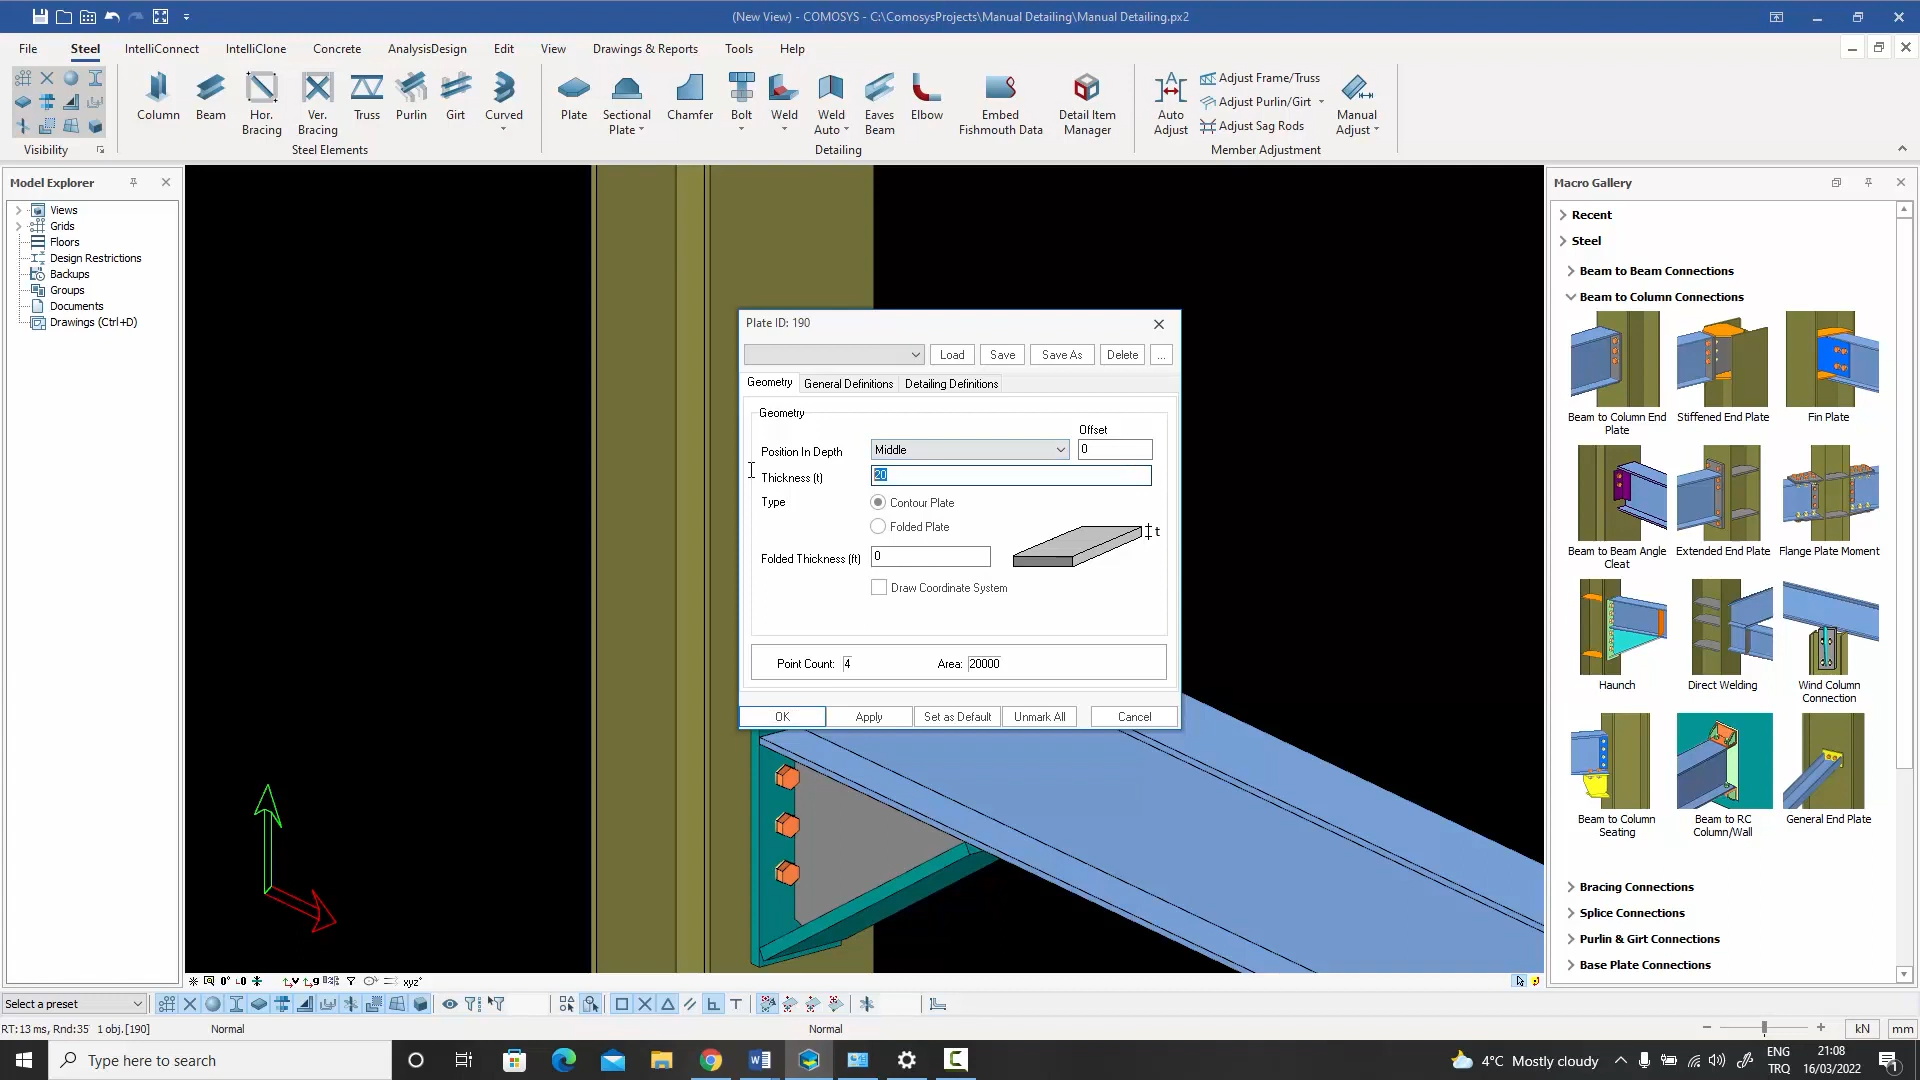 (New View) - COMOSYS - C:\ComosysProjects\Manual Detailing\Manual Detailing.px2
File Steel IntelliConnect IntelliClone Concrete AnalysisDesign Edit View Drawings & Reports Tools Help
Column Beam Hor. Bracing Ver. Bracing Truss Purlin Girt Curved Plate Sectional Plate Chamfer Bolt Weld Weld Auto Eaves Beam Elbow Embed Fishmouth Data Detail Item Manager Auto Adjust
Adjust Frame/Truss
Adjust Purlin/Girt
Adjust Sag Rods
Manual Adjust
Visibility Steel Elements Detailing Member Adjustment
Model Explorer
Views
Grids
Floors
Design Restrictions
Backups
Groups
Documents
Drawings (Ctrl+D)
Plate ID: 190
Load Save Save As Delete ...
Geometry General Definitions Detailing Definitions
Geometry
Offset
Position In Depth Middle 0
Thickness (t) 20
Type Contour Plate
Folded Plate
t
Folded Thickness (ft) 0
Draw Coordinate System
Point Count: 4 Area: 20000
OK Apply Set as Default Unmark All Cancel
Macro Gallery
Recent
Steel
Beam to Beam Connections
Beam to Column Connections
Beam to Column End Plate
Stiffened End Plate
Fin Plate
Beam to Beam Angle Cleat
Extended End Plate
Flange Plate Moment
Haunch
Direct Welding
Wind Column Connection
Beam to Column Seating
Beam to RC Column/Wall
General End Plate
Bracing Connections
Splice Connections
Purlin & Girt Connections
Base Plate Connections
xyz°
Select a preset
RT:13 ms, Rnd:35 1 obj.[190] Normal Normal kN mm
Type here to search
4°C Mostly cloudy
ENG
TRQ
21:08
16/03/2022
1